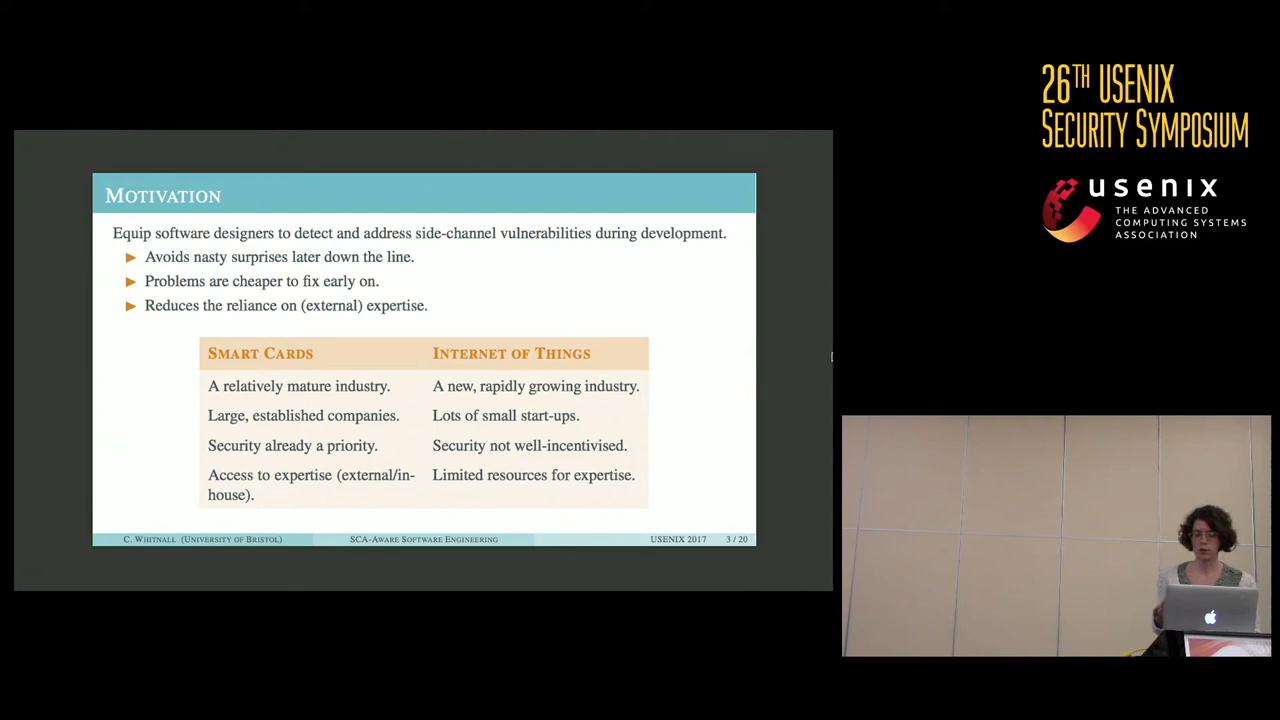 26TH USENIX
SECURITY SYMPOSIUM
usenix
THE ADVANCED
COMPUTING SYSTEMS
ASSOCIATION
MOTIVATION
Equip software designers to detect and address side-channel vulnerabilities during development.
Avoids nasty surprises later down the line.
Problems are cheaper to fix early on.
Reduces the reliance on (external) expertise.
SMART CARDS INTERNET OF THINGS
A relatively mature industry. A new, rapidly growing industry.
Large, established companies. Lots of small start-ups.
Security already a priority. Security not well-incentivised.
Access to expertise (external/in- Limited resources for expertise.
house).
C. WHITNALL (UNIVERSITY OF BRISTOL) SCA-AWARE SOFTWARE ENGINEERING USENIX 2017 3 / 20